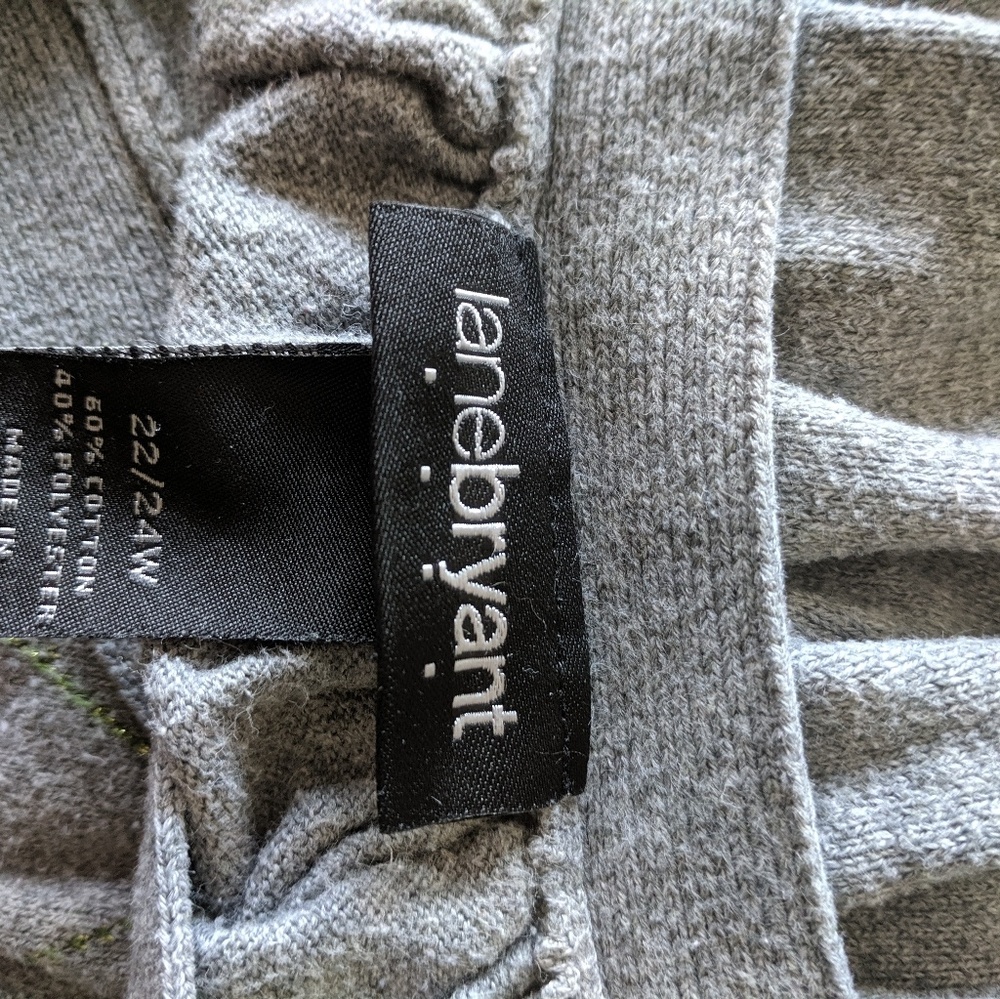 lanebryant
22/24W
60% COTTON
40% POLYESTER
MADE IN